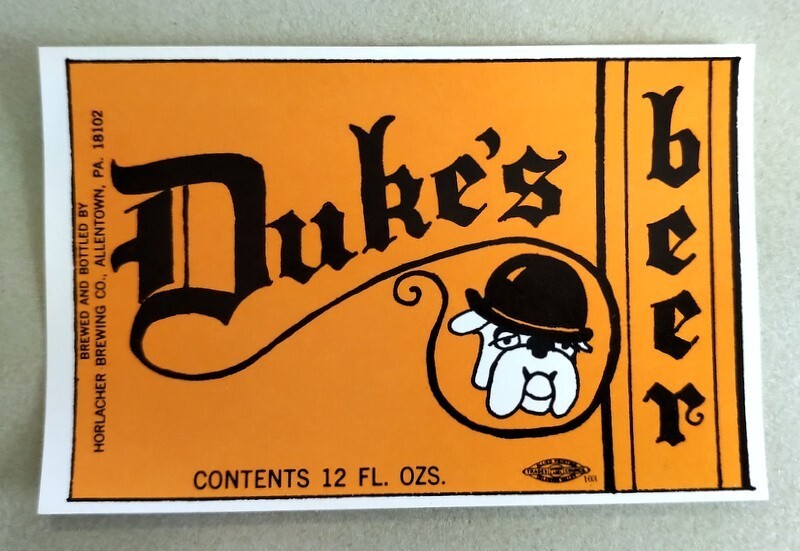 BREWED AND BOTTLED BY
HORLACHER BREWING CO., ALLENTOWN, PA. 18102
Duke's
beer
CONTENTS 12 FL. OZS.